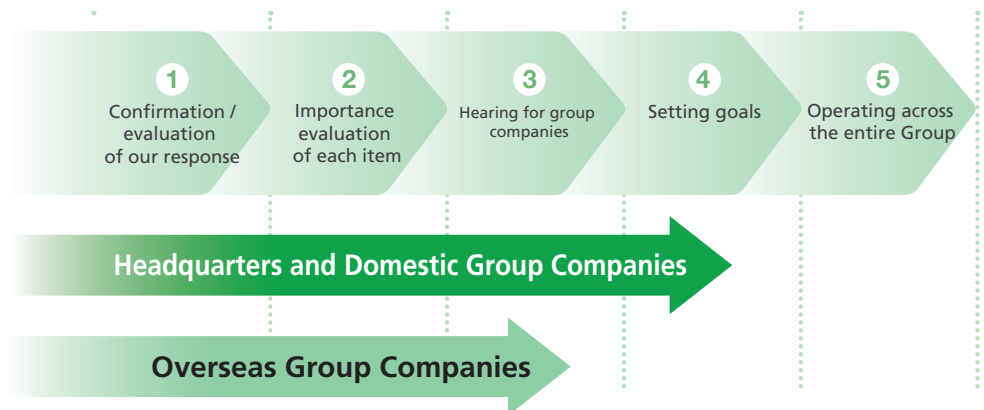 1
Confirmation /
evaluation
of our response
2
Importance
evaluation
of each item
3
Hearing for group
companies
4
Setting goals
5
Operating across
the entire Group
Headquarters and Domestic Group Companies
Overseas Group Companies